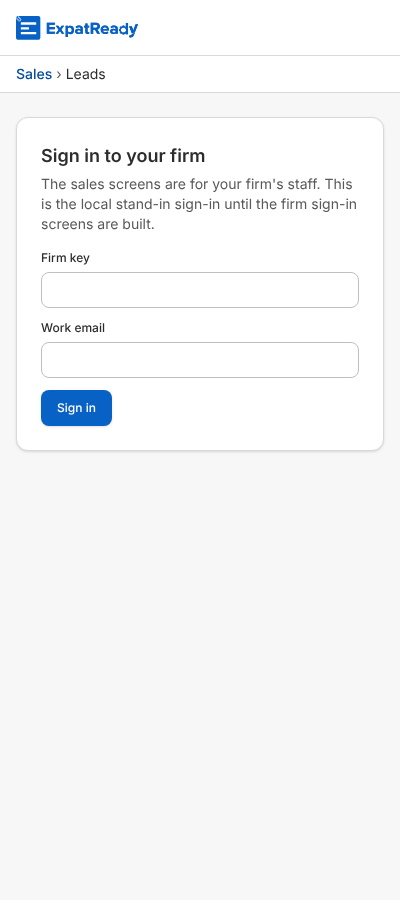 ExpatReady
Sales › Leads
Sign in to your firm
The sales screens are for your firm's staff. This
is the local stand-in sign-in until the firm sign-in
screens are built.
Firm key
Work email
Sign in